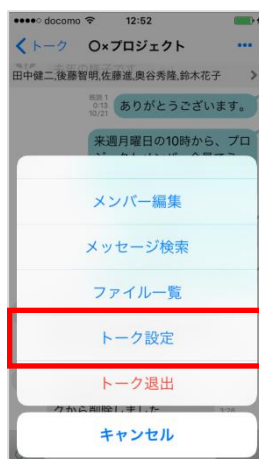 docomo 12:52
トーク ○×プロジェクト
田中健二,後藤智明,佐藤進,奥谷秀隆,鈴木花子
既読 1
0:13
10/21
ありがとうございます。
来週月曜日の10時から、プロ
メンバー編集
メッセージ検索
ファイル一覧
トーク設定
トーク退出
クから削除しました
キャンセル